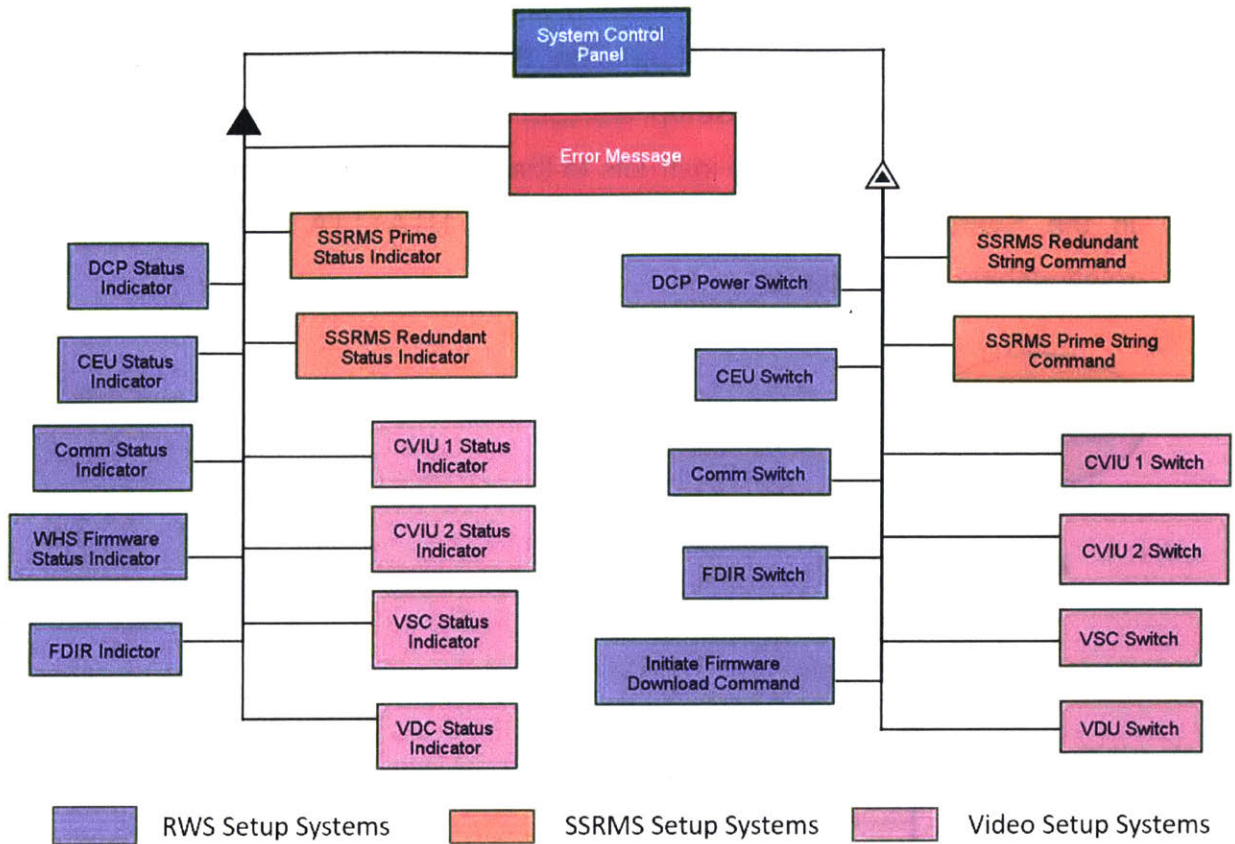 System Control
Panel
Error Message
SSRMS Prime
Status Indicator
DCP Status
Indicator
SSRMS Redundant
Status Indicator
CEU Status
Indicator
Comm Status
Indicator
CVIU 1 Status
Indicator
WHS Firmware
Status Indicator
CVIU 2 Status
Indicator
FDIR Indictor
VSC Status
Indicator
VDC Status
Indicator
SSRMS Redundant
String Command
DCP Power Switch
SSRMS Prime String
Command
CEU Switch
Comm Switch
CVIU 1 Switch
FDIR Switch
CVIU 2 Switch
Initiate Firmware
Download Command
VSC Switch
VDU Switch
RWS Setup Systems
SSRMS Setup Systems
Video Setup Systems